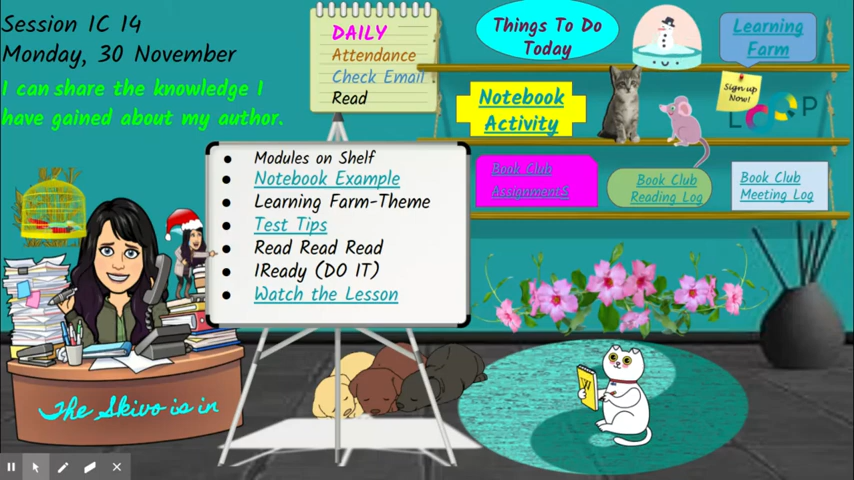 Session 1C 14
Monday, 30 November
I can share the knowledge I
have gained about my author.
DAILY
Attendance
Check Email
Read
Things To Do
Today
Learning
Farm
Notebook
Activity
Sign up
Now!
LOOP
Book Club
AssignmentS
Book Club
Reading Log
Book Club
Meeting Log
Modules on Shelf
Notebook Example
Learning Farm-Theme
Test Tips
Read Read Read
IReady (DO IT)
Watch the Lesson
The Skivo is in